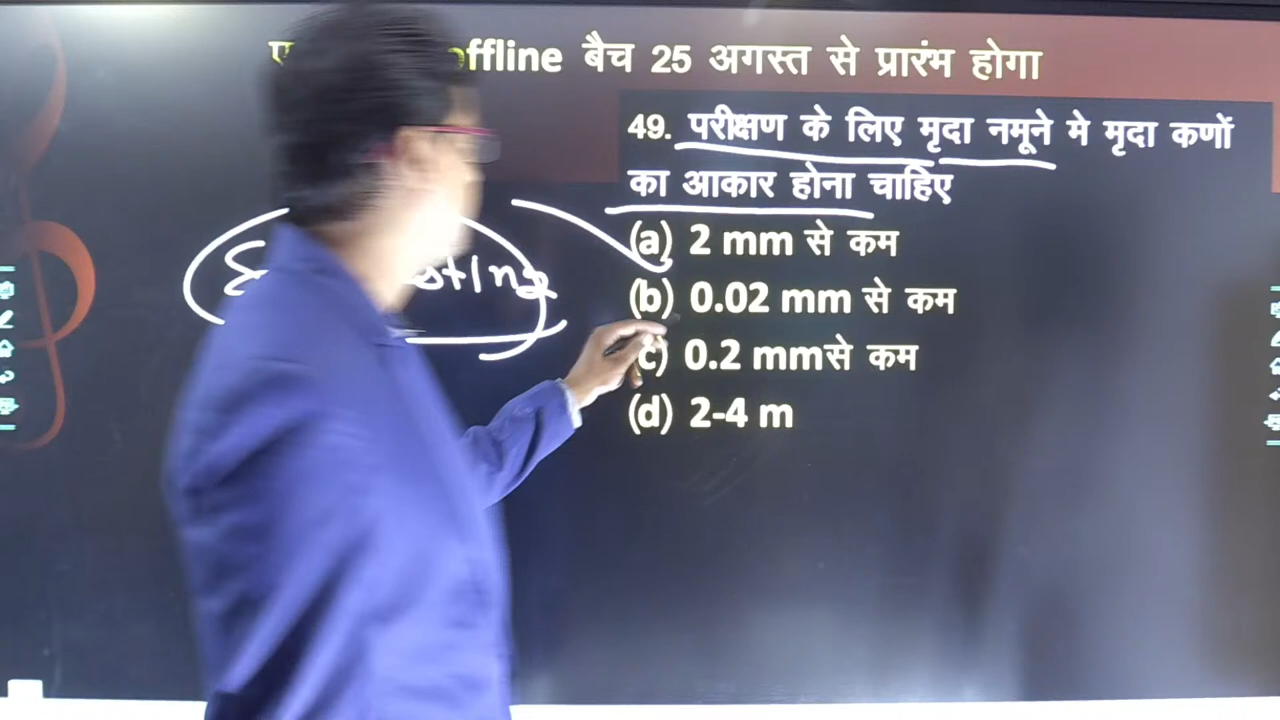 offline बैच 25 अगस्त से प्रारंभ होगा
49. परीक्षण के लिए मृदा नमूने मे मृदा कणों
का आकार होना चाहिए
(a) 2 mm से कम
(b) 0.02 mm से कम
(c) 0.2 mmसे कम
(d) 2-4 m